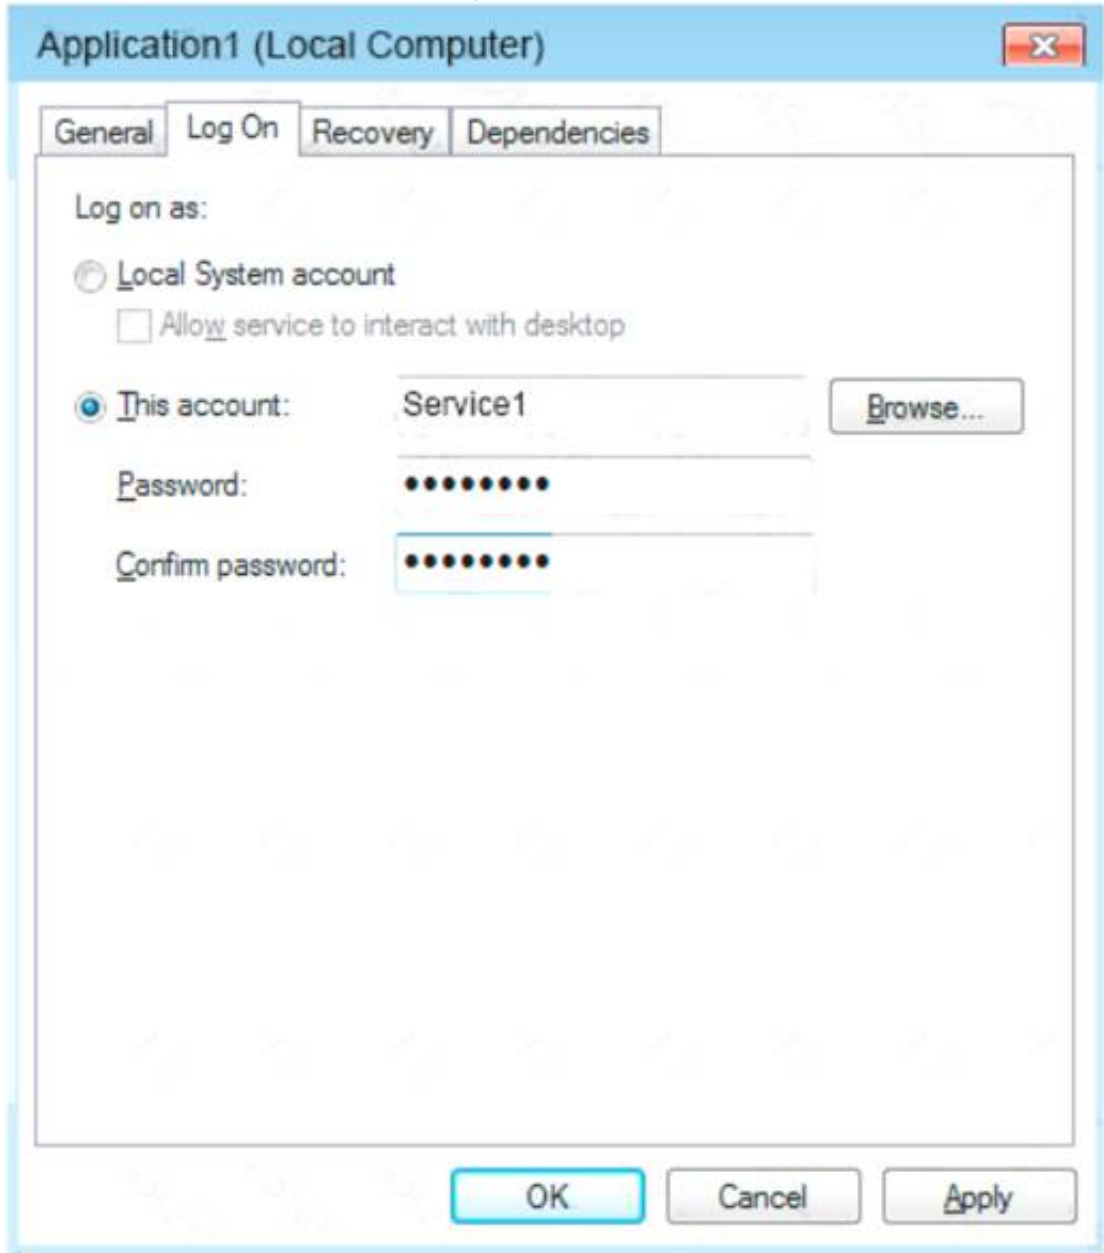 Application1 (Local Computer)
General Log On Recovery Dependencies
Log on as:
Local System account
Allow service to interact with desktop
This account: Service1 Browse...
Password: ••••••••
Confirm password: ••••••••
OK Cancel Apply